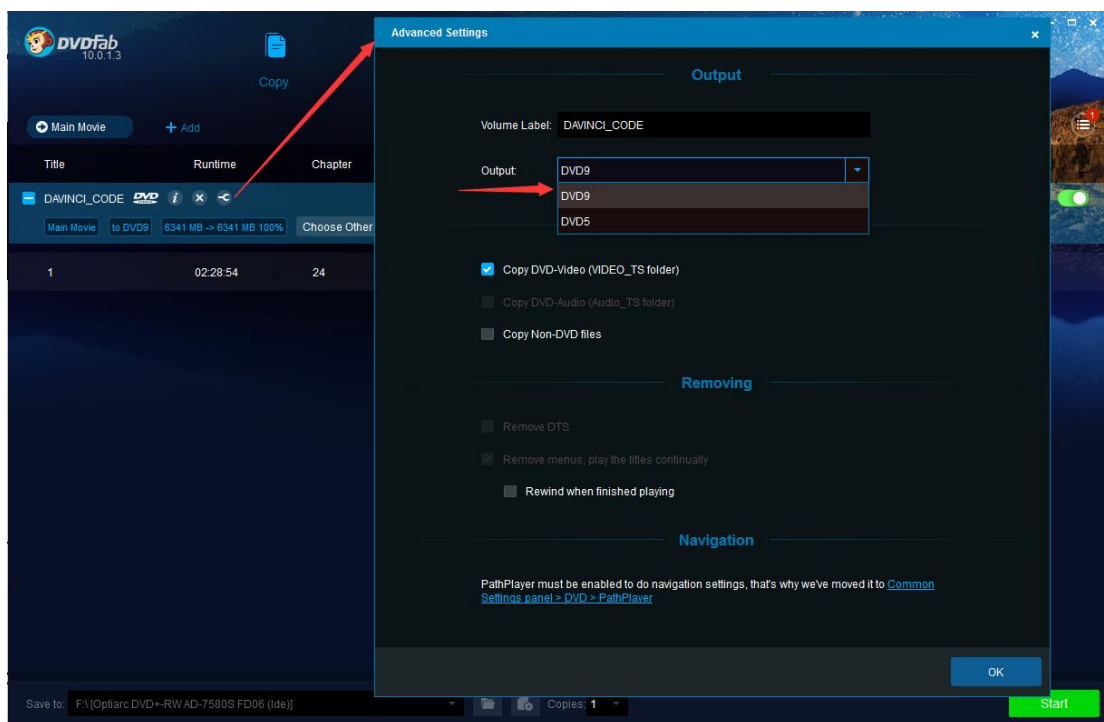 DVDfab
10.0.1.3
Copy
Main Movie
+ Add
1
Title Runtime Chapter
DAVINCI_CODE DVD i
Main Movie to DVD9 6341 MB -> 6341 MB 100% Choose Other
1 02:28:54 24
Advanced Settings
Output
Volume Label: DAVINCI_CODE
Output: DVD9
DVD9
DVD5
Copy DVD-Video (VIDEO_TS folder)
Copy DVD-Audio (Audio_TS folder)
Copy Non-DVD files
Removing
Remove DTS
Remove menus; play the titles continually
Rewind when finished playing
Navigation
PathPlayer must be enabled to do navigation settings, that's why we've moved it to Common
Settings panel > DVD > PathPlayer
OK
Save to: F:\ [Optiarc DVD+-RW AD-7580S FD06 (Ide)] Copies: 1 Start